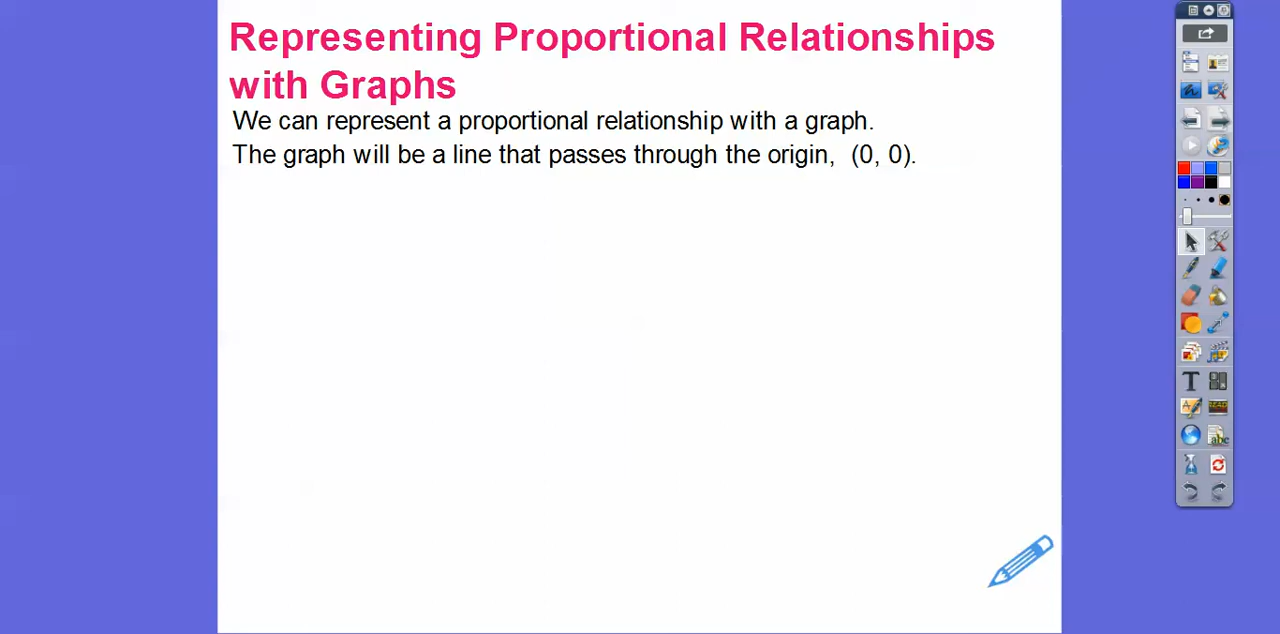 Representing Proportional Relationships
with Graphs
We can represent a proportional relationship with a graph.
The graph will be a line that passes through the origin, (0, 0).